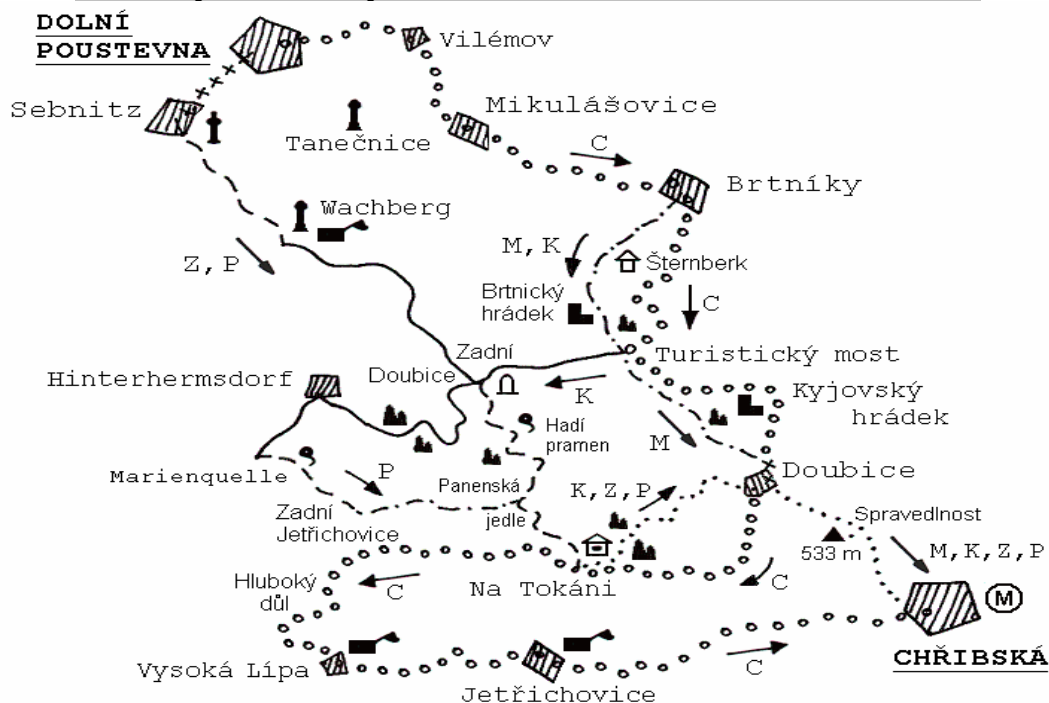 DOLNÍ
POUSTEVNA
Vilémov
Sebnitz
Mikulášovice
Tanečnice
C
Brtníky
Wachberg
M,K
Šternberk
Z,P
Brtnický
hrádek
C
Zadní
Doubice
Turistický most
Hinterhermsdorf
K
Kyjovský
hrádek
Hadí
pramen
M
Marienquelle
P
Panenská
jedle
K,Z,P
Doubice
Zadní
Jetřichovice
Spravedlnost
533 m
M,K,Z,P
Hluboký
důl
C
Na Tokáni
C
M
Vysoká Lípa
Jetřichovice
C
CHŘIBSKÁ